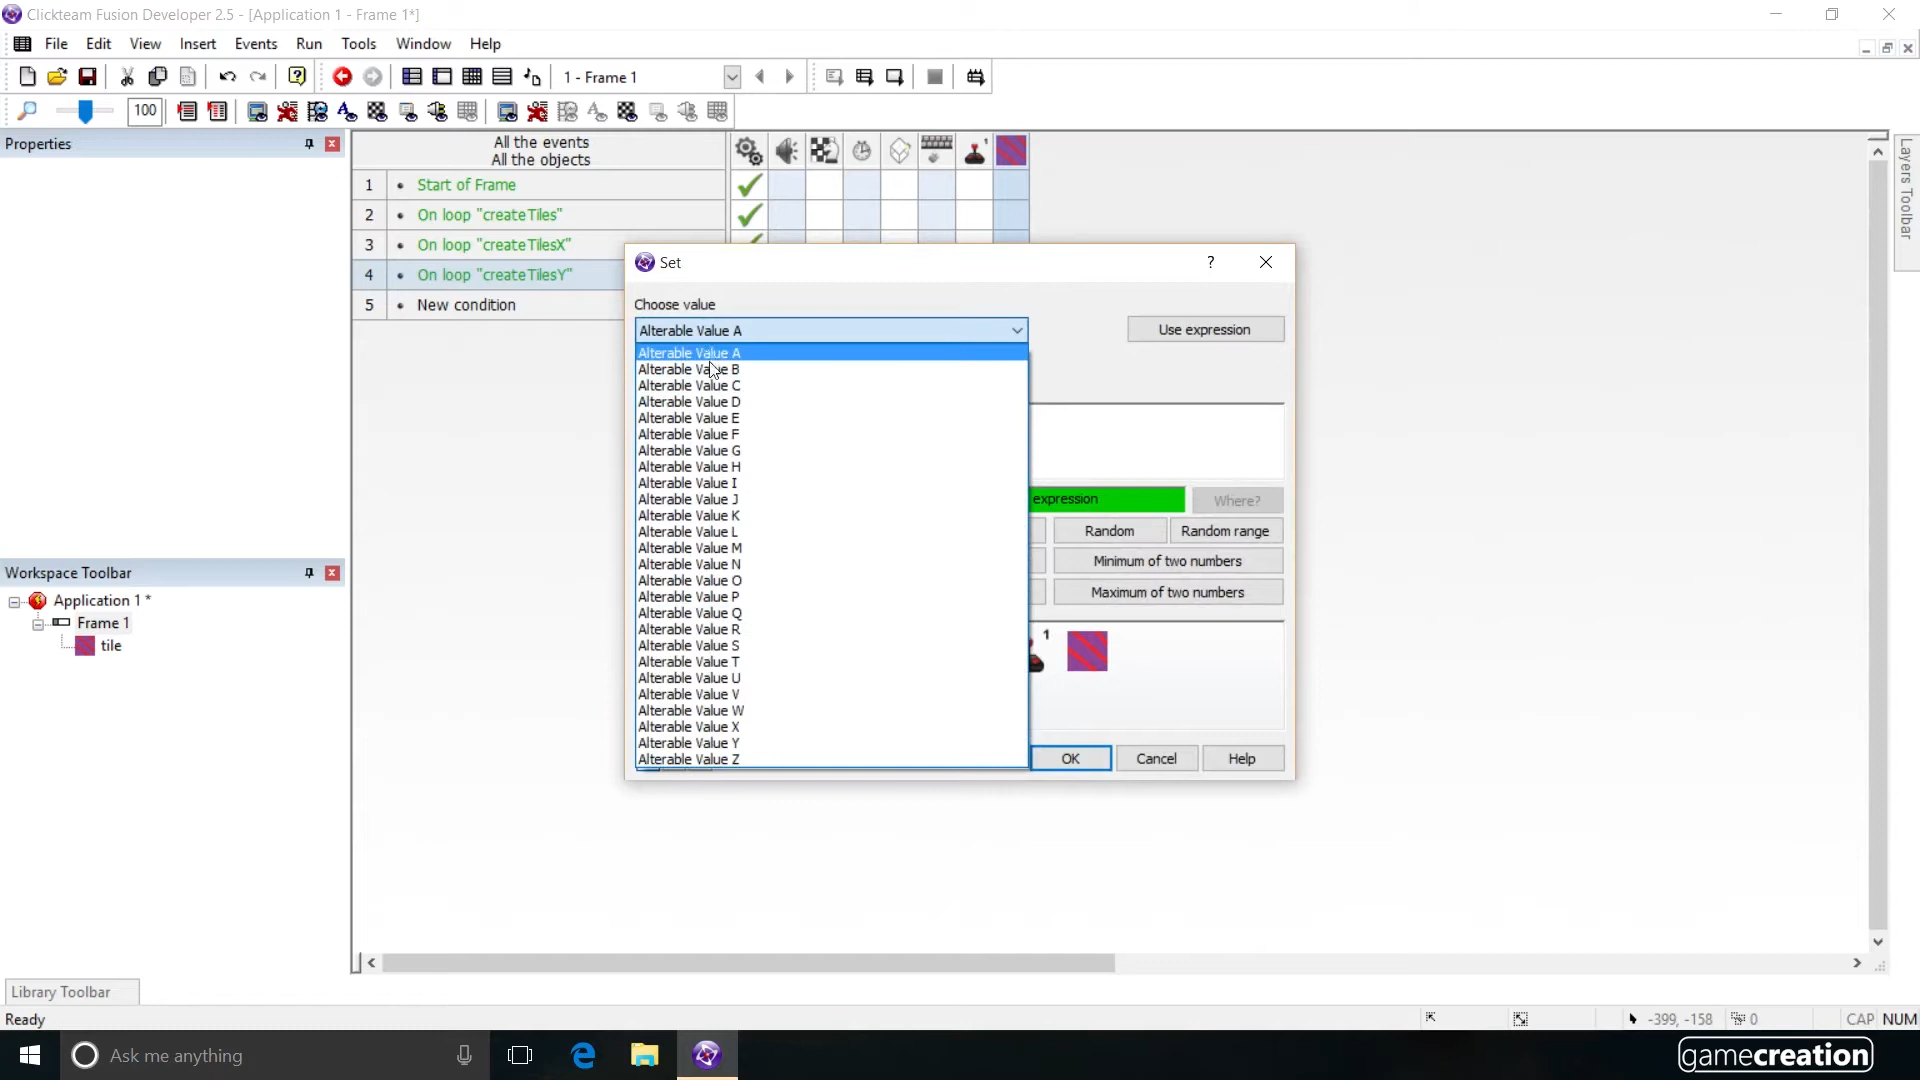 Clickteam Fusion Developer 2.5 - [Application 1 - Frame 1*]
File Edit View Insert Events Run Tools Window Help
1 - Frame 1
100
Properties
All the events
All the objects
1 • Start of Frame
2 • On loop "createTiles"
3 • On loop "createTilesX"
4 • On loop "createTilesY"
5 • New condition
Layers Toolbar
Set
?
Choose value
Alterable Value A
Use expression
Alterable Value A
Alterable Value B
Alterable Value C
Alterable Value D
Alterable Value E
Alterable Value F
Alterable Value G
Alterable Value H
Alterable Value I
Alterable Value J
Alterable Value K
Alterable Value L
Alterable Value M
Alterable Value N
Alterable Value O
Alterable Value P
Alterable Value Q
Alterable Value R
Alterable Value S
Alterable Value T
Alterable Value U
Alterable Value V
Alterable Value W
Alterable Value X
Alterable Value Y
Alterable Value Z
expression
Where?
Random
Random range
Minimum of two numbers
Maximum of two numbers
1
OK
Cancel
Help
Workspace Toolbar
Application 1 *
Frame 1
tile
Library Toolbar
Ready
-399, -158
0
CAP NUM
Ask me anything
gamecreation